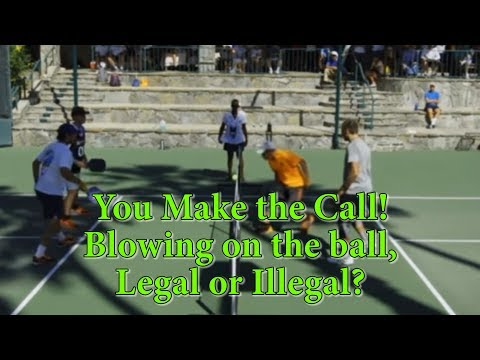 You Make the Call!
Blowing on the ball,
Legal or Illegal?